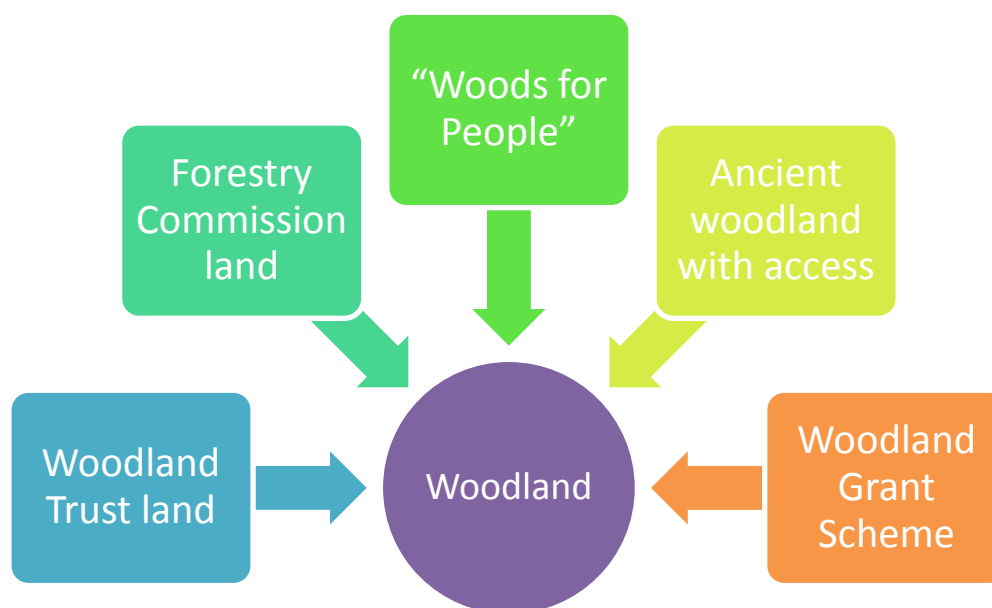 “Woods for
People”
Forestry
Commission
land
Ancient
woodland
with access
Woodland
Trust land
Woodland
Woodland
Grant
Scheme